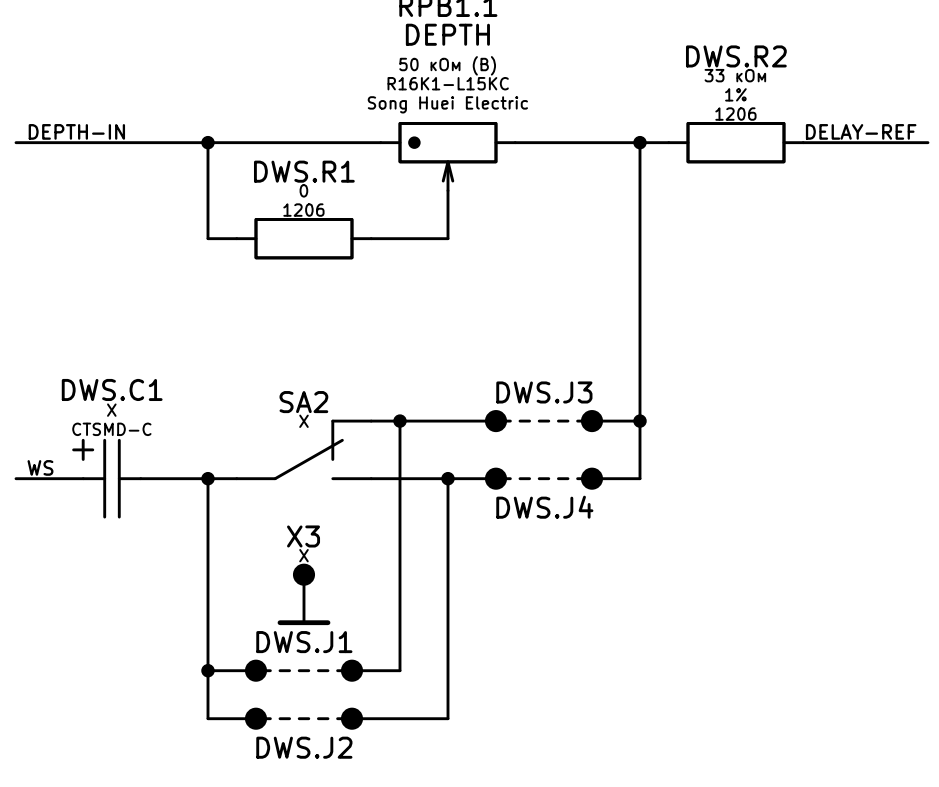 RPB1.1
DEPTH
50 кОм (B)
R16K1-L15KC
Song Huei Electric
DWS.R2
33 кОм
1%
1206
DEPTH-IN
DELAY-REF
DWS.R1
0
1206
DWS.C1
X
CTSMD-C
+
WS
SA2
X
DWS.J3
DWS.J4
X3
X
DWS.J1
DWS.J2